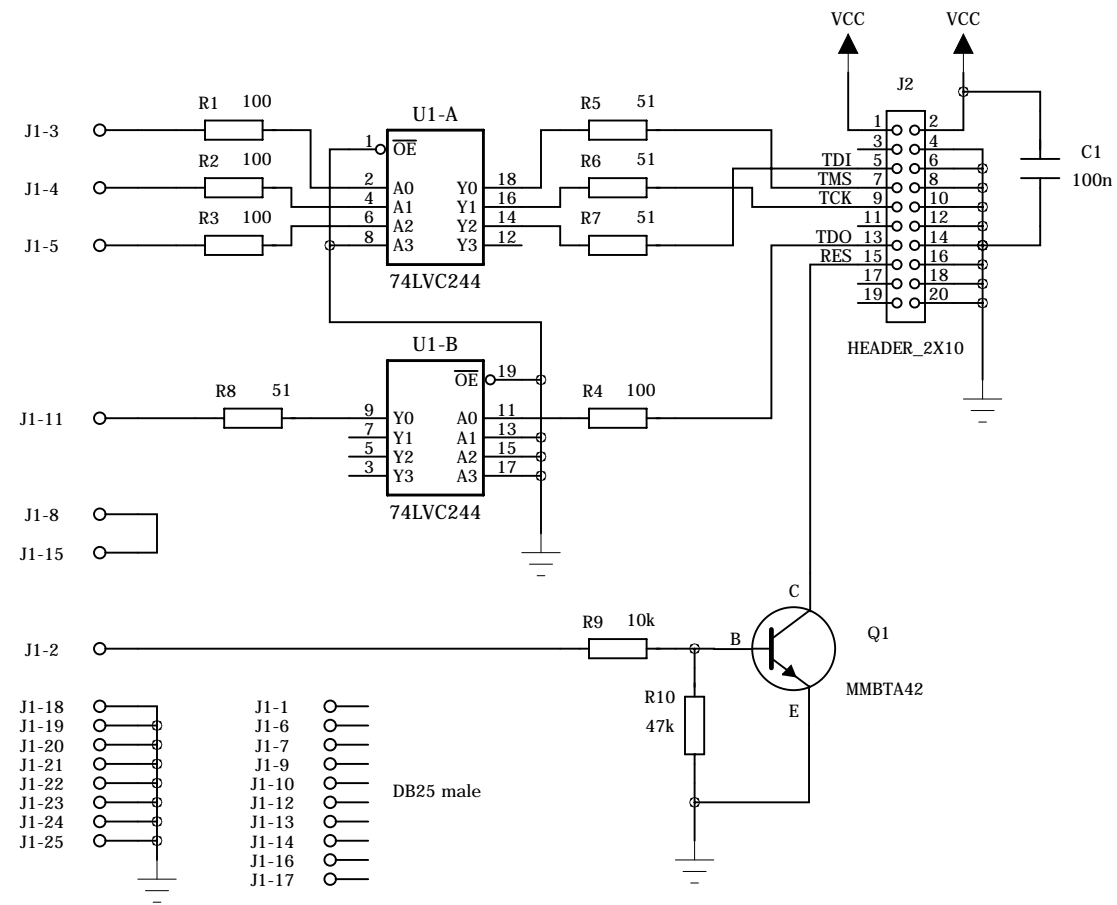 VCC
VCC
J2
R1 100
U1-A
R5 51
J1-3
1 OE
1 2
3 4
R2 100
R6 51
TDI 5 6
C1
100n
J1-4
2 A0 Y0 18
TMS 7 8
4 A1 Y1 16
TCK 9 10
R3 100
6 A2 Y2 14
R7 51
11 12
J1-5
8 A3 Y3 12
TDO 13 14
RES 15 16
74LVC244
17 18
19 20
U1-B
HEADER_2X10
OE 19
R8 51
R4 100
J1-11
9 Y0 A0 11
7 Y1 A1 13
5 Y2 A2 15
3 Y3 A3 17
74LVC244
J1-8
J1-15
C
R9 10k
B
Q1
J1-2
MMBTA42
R10
47k
E
J1-18
J1-19
J1-20
J1-21
J1-22
J1-23
J1-24
J1-25
J1-1
J1-6
J1-7
J1-9
J1-10
J1-12
J1-13
J1-14
J1-16
J1-17
DB25 male